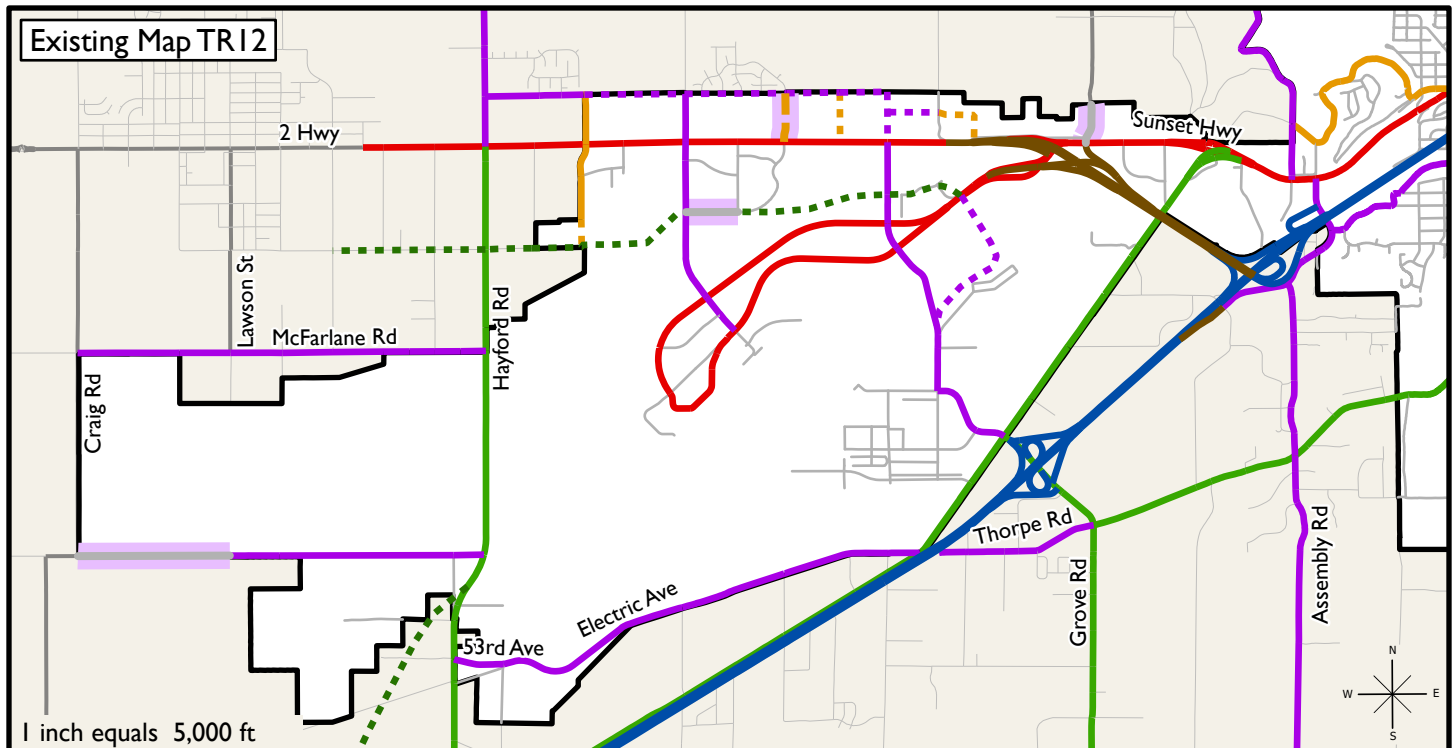 Existing Map TR12
2 Hwy
Sunset Hwy
Lawson St
Hayford Rd
McFarlane Rd
Craig Rd
Thorpe Rd
Electric Ave
Grove Rd
Assembly Rd
53rd Ave
N
W E
S
1 inch equals 5,000 ft